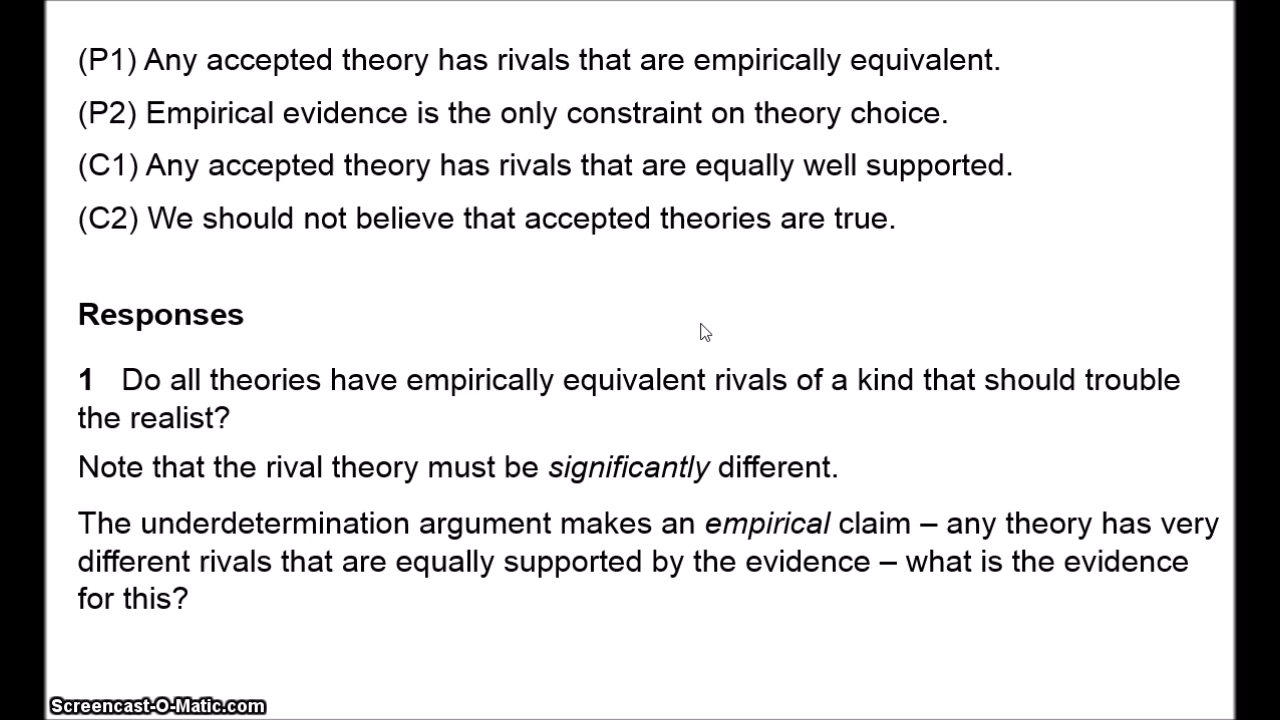 (P1) Any accepted theory has rivals that are empirically equivalent.
(P2) Empirical evidence is the only constraint on theory choice.
(C1) Any accepted theory has rivals that are equally well supported.
(C2) We should not believe that accepted theories are true.
Responses
1 Do all theories have empirically equivalent rivals of a kind that should trouble
the realist?
Note that the rival theory must be significantly different.
The underdetermination argument makes an empirical claim – any theory has very
different rivals that are equally supported by the evidence – what is the evidence
for this?
Screencast-O-Matic.com